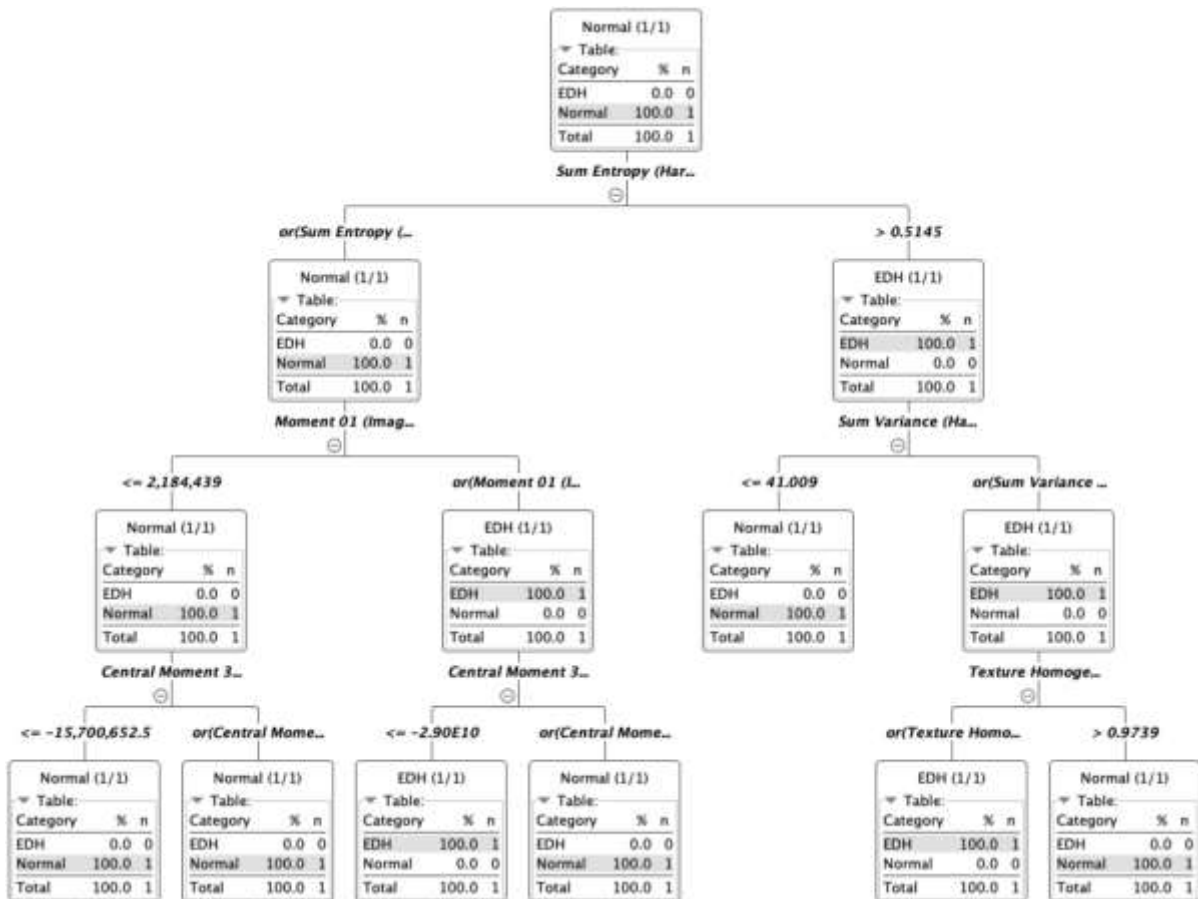 Normal (1/1)
Table:
Category % n
EDH 0.0 0
Normal 100.0 1
Total 100.0 1
Sum Entropy (Har...
or(Sum Entropy (... > 0.5145
Normal (1/1)
Table:
Category % n
EDH 0.0 0
Normal 100.0 1
Total 100.0 1
Moment 01 (Imag...
EDH (1/1)
Table:
Category % n
EDH 100.0 1
Normal 0.0 0
Total 100.0 1
Sum Variance (Ha...
<= 2,184,439 or(Moment 01 (I... <= 41.009 or(Sum Variance ...
Normal (1/1)
Table:
Category % n
EDH 0.0 0
Normal 100.0 1
Total 100.0 1
Central Moment 3...
EDH (1/1)
Table:
Category % n
EDH 100.0 1
Normal 0.0 0
Total 100.0 1
Central Moment 3...
Normal (1/1)
Table:
Category % n
EDH 0.0 0
Normal 100.0 1
Total 100.0 1
EDH (1/1)
Table:
Category % n
EDH 100.0 1
Normal 0.0 0
Total 100.0 1
Texture Homoge...
<= -15,700,652.5 or(Central Mome... <= -2.90E10 or(Central Mome... or(Texture Homo... > 0.9739
Normal (1/1)
Table:
Category % n
EDH 0.0 0
Normal 100.0 1
Total 100.0 1
Normal (1/1)
Table:
Category % n
EDH 0.0 0
Normal 100.0 1
Total 100.0 1
EDH (1/1)
Table:
Category % n
EDH 100.0 1
Normal 0.0 0
Total 100.0 1
Normal (1/1)
Table:
Category % n
EDH 0.0 0
Normal 100.0 1
Total 100.0 1
EDH (1/1)
Table:
Category % n
EDH 100.0 1
Normal 0.0 0
Total 100.0 1
Normal (1/1)
Table:
Category % n
EDH 0.0 0
Normal 100.0 1
Total 100.0 1